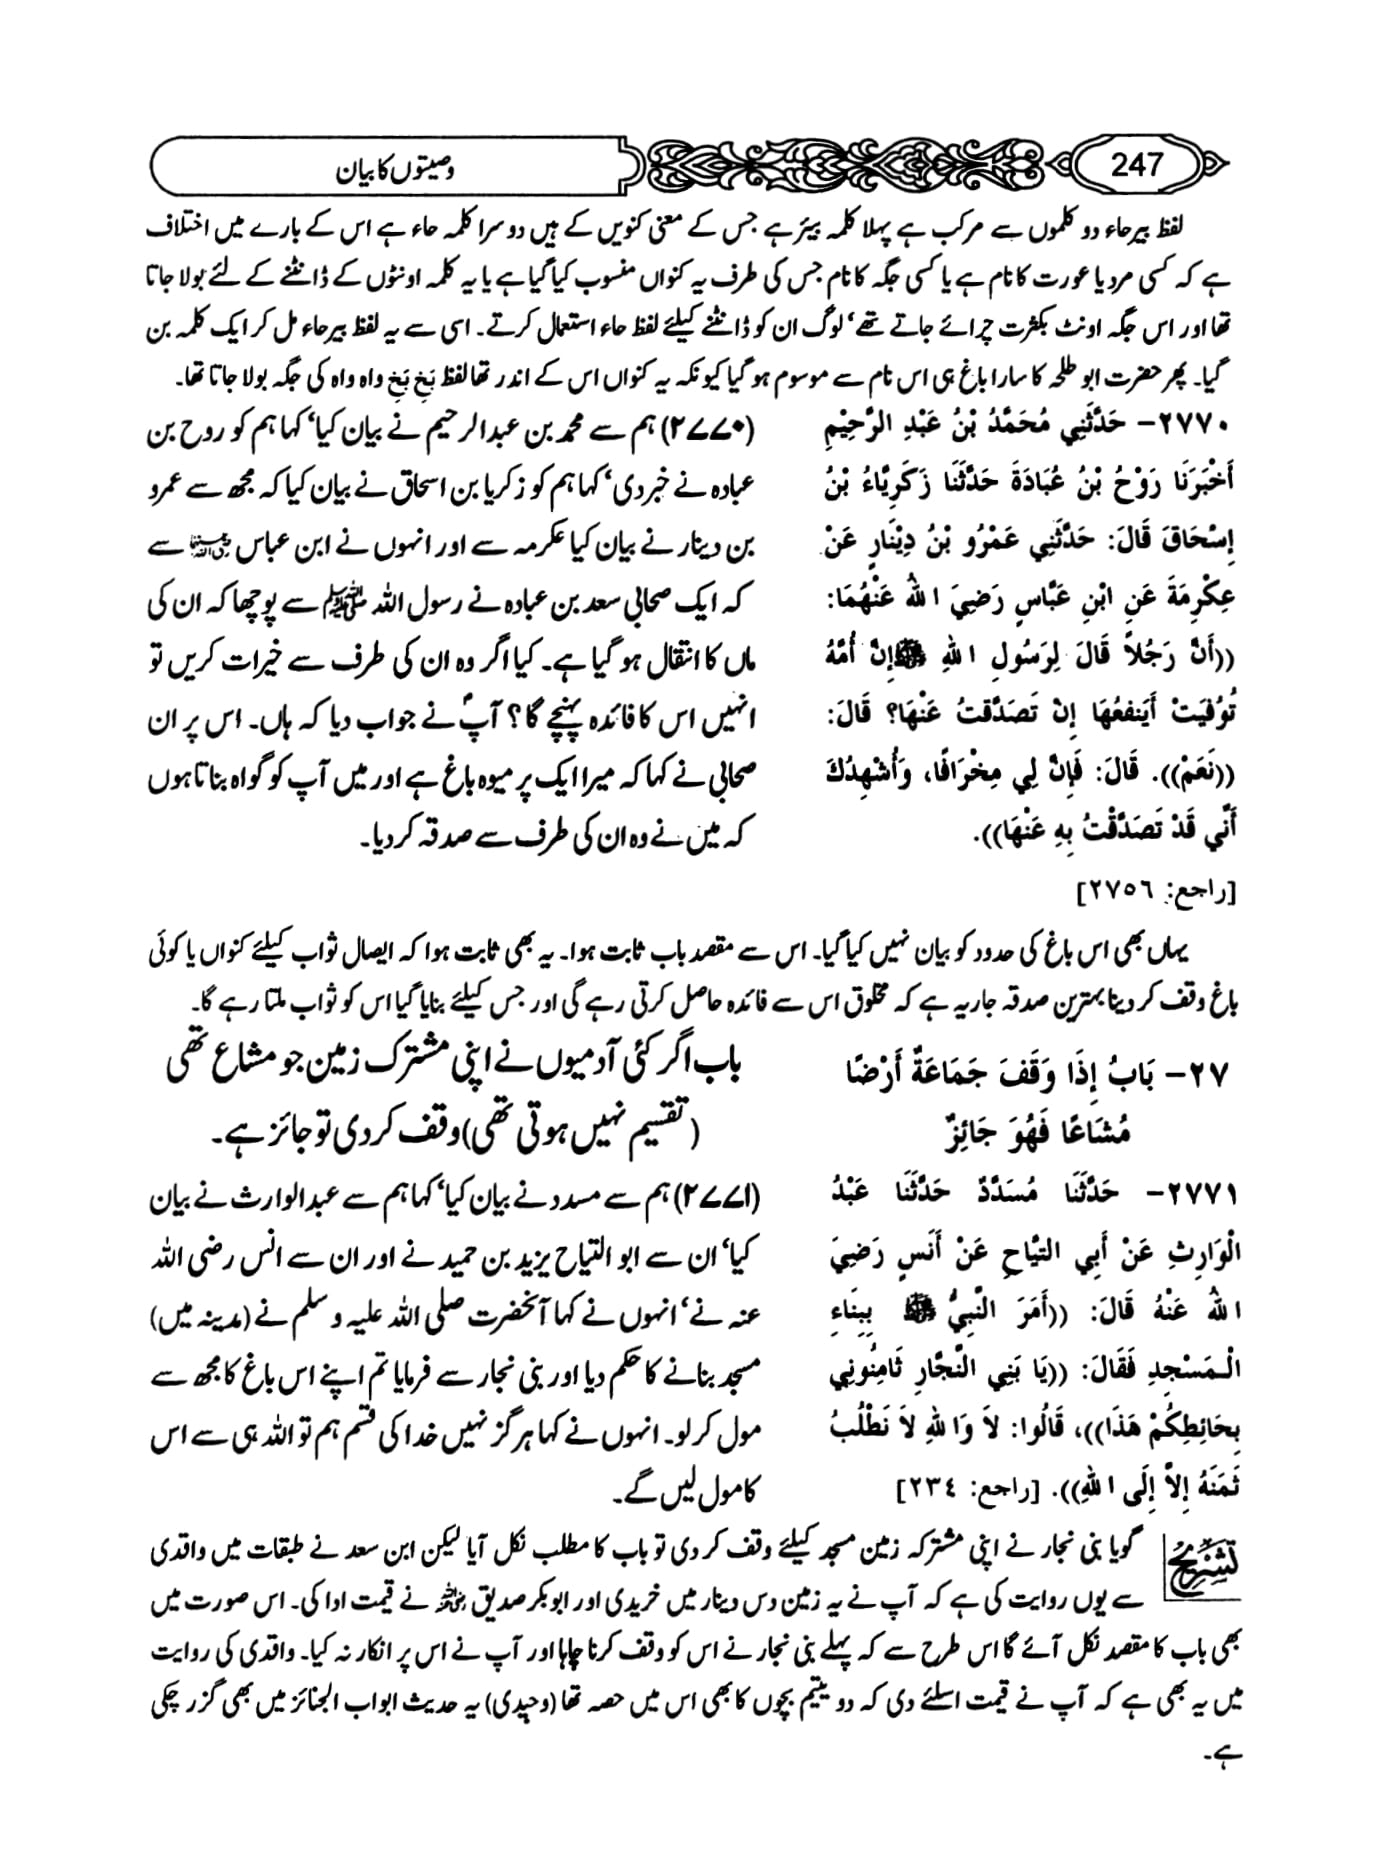 247
وصیتوں کا بیان
لفظ بیرحاء دو کلموں سے مرکب ہے پہلا کلمہ بیئر ہے جس کے معنی کنویں کے ہیں دوسرا کلمہ حاء ہے اس کے بارے میں اختلاف
ہے کہ کسی مرد یا عورت کا نام ہے یا کسی جگہ کا نام جس کی طرف یہ کنواں منسوب کیا گیا ہے یا یہ کلمہ اونٹوں کے ڈانٹنے کے لئے بولا جاتا
تھا اور اس جگہ اونٹ بکثرت چرائے جاتے تھے‘ لوگ ان کو ڈانٹنے کیلئے لفظ حاء استعمال کرتے۔ اسی سے یہ لفظ بیرحاء مل کر ایک کلمہ بن
گیا۔ پھر حضرت ابو طلحہ کا سارا باغ ہی اس نام سے موسوم ہو گیا کیونکہ یہ کنواں اس کے اندر تھا لفظ بَخٍ بَخٍ واہ واہ کی جگہ بولا جاتا تھا۔
٢٧٧٠- حَدَّثَنِي مُحَمَّدُ بْنُ عَبْدِ الرَّحِيْمِ
أَخْبَرَنَا رَوْحُ بْنُ عُبَادَةَ حَدَّثَنَا زَكَرِيَّاءُ بْنُ
إِسْحَاقَ قَالَ: حَدَّثَنِي عَمْرُو بْنُ دِيْنَارٍ عَنْ
عِكْرِمَةَ عَنِ ابْنِ عَبَّاسٍ رَضِيَ اللهُ عَنْهُمَا:
((أَنَّ رَجُلاً قَالَ لِرَسُولِ اللهِ ﷺ إِنَّ أُمَّهُ
تُوُفِّيَتْ أَيَنْفَعُهَا إِنْ تَصَدَّقْتُ عَنْهَا؟ قَالَ:
((نَعَمْ)). قَالَ: فَإِنَّ لِي مِخْرَافًا، وَأُشْهِدُكَ
أَنِّي قَدْ تَصَدَّقْتُ بِهِ عَنْهَا)).
[راجع: ٢٧٥٦]
(۲۷۷۰) ہم سے محمد بن عبدالرحیم نے بیان کیا‘ کہا ہم کو روح بن
عبادہ نے خبر دی‘ کہا ہم کو زکریا بن اسحاق نے بیان کیا کہ مجھ سے عمرو
بن دینار نے بیان کیا عکرمہ سے اور انہوں نے ابن عباس رضی اللہ عنہما سے
کہ ایک صحابی سعد بن عبادہ نے رسول اللہ ﷺ سے پوچھا کہ ان کی
ماں کا انتقال ہو گیا ہے۔ کیا اگر وہ ان کی طرف سے خیرات کریں تو
انہیں اس کا فائدہ پہنچے گا؟ آپؐ نے جواب دیا کہ ہاں۔ اس پر ان
صحابی نے کہا کہ میرا ایک پر میوہ باغ ہے اور میں آپ کو گواہ بناتا ہوں
کہ میں نے وہ ان کی طرف سے صدقہ کر دیا۔
یہاں بھی اس باغ کی حدود کو بیان نہیں کیا گیا۔ اس سے مقصد باب ثابت ہوا۔ یہ بھی ثابت ہوا کہ ایصال ثواب کیلئے کنواں یا کوئی
باغ وقف کر دینا بہترین صدقہ جاریہ ہے کہ مخلوق اس سے فائدہ حاصل کرتی رہے گی اور جس کیلئے بنایا گیا اس کو ثواب ملتا رہے گا۔
٢٧- بَابُ إِذَا وَقَفَ جَمَاعَةٌ أَرْضًا
مُشَاعًا فَهُوَ جَائِزٌ
باب اگر کئی آدمیوں نے اپنی مشترک زمین جو مشاع تھی
(تقسیم نہیں ہوتی تھی) وقف کر دی تو جائز ہے۔
٢٧٧١- حَدَّثَنَا مُسَدَّدٌ حَدَّثَنَا عَبْدُ
الْوَارِثِ عَنْ أَبِي التَّيَّاحِ عَنْ أَنَسٍ رَضِيَ
اللهُ عَنْهُ قَالَ: ((أَمَرَ النَّبِيُّ ﷺ بِبِنَاءِ
الْمَسْجِدِ فَقَالَ: ((يَا بَنِي النَّجَّارِ ثَامِنُونِي
بِحَائِطِكُمْ هَذَا))، قَالُوا: لاَ وَاللهِ لاَ نَطْلُبُ
ثَمَنَهُ إِلاَّ إِلَى اللهِ)). [راجع: ٢٣٤]
(۲۷۷۱) ہم سے مسدد نے بیان کیا‘ کہا ہم سے عبدالوارث نے بیان
کیا‘ ان سے ابو التیاح یزید بن حمید نے اور ان سے انس رضی اللہ
عنہ نے‘ انہوں نے کہا آنحضرت صلی اللہ علیہ و سلم نے (مدینہ میں)
مسجد بنانے کا حکم دیا اور بنی نجار سے فرمایا تم اپنے اس باغ کا مجھ سے
مول کر لو۔ انہوں نے کہا ہرگز نہیں خدا کی قسم ہم تو اللہ ہی سے اس
کا مول لیں گے۔
تشریح
گویا بنی نجار نے اپنی مشترکہ زمین مسجد کیلئے وقف کر دی تو باب کا مطلب نکل آیا لیکن ابن سعد نے طبقات میں واقدی
سے یوں روایت کی ہے کہ آپ نے یہ زمین دس دینار میں خریدی اور ابوبکر صدیق رضی اللہ عنہ نے قیمت ادا کی۔ اس صورت میں
بھی باب کا مقصد نکل آئے گا اس طرح سے کہ پہلے بنی نجار نے اس کو وقف کرنا چاہا اور آپ نے اس پر انکار نہ کیا۔ واقدی کی روایت
میں یہ بھی ہے کہ آپ نے قیمت اسلئے دی کہ دو یتیم بچوں کا بھی اس میں حصہ تھا (وحیدی) یہ حدیث ابواب الجنائز میں بھی گزر چکی
ہے۔